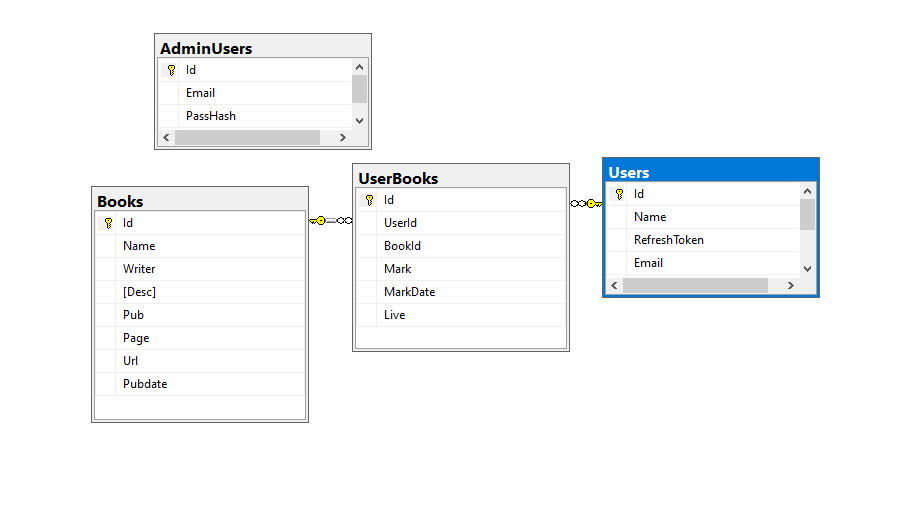 AdminUsers
Id
Email
PassHash
Books
Id
Name
Writer
[Desc]
Pub
Page
Url
Pubdate
UserBooks
Id
UserId
BookId
Mark
MarkDate
Live
Users
Id
Name
RefreshToken
Email